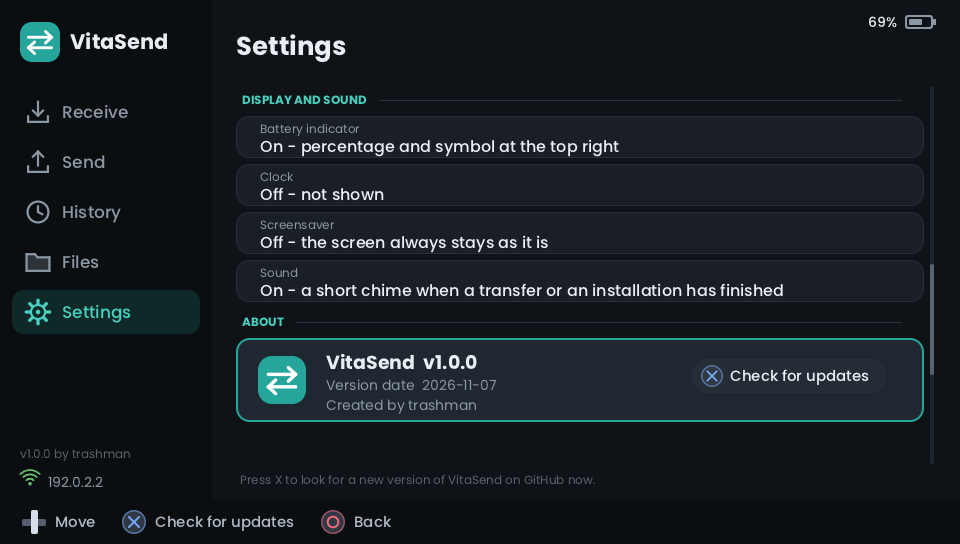 VitaSend
69%
Settings
Receive
Send
History
Files
Settings
DISPLAY AND SOUND
Battery indicator
On - percentage and symbol at the top right
Clock
Off - not shown
Screensaver
Off - the screen always stays as it is
Sound
On - a short chime when a transfer or an installation has finished
ABOUT
VitaSend v1.0.0
Version date 2026-11-07
Created by trashman
Check for updates
v1.0.0 by trashman
192.0.2.2
Press X to look for a new version of VitaSend on GitHub now.
Move
Check for updates
Back